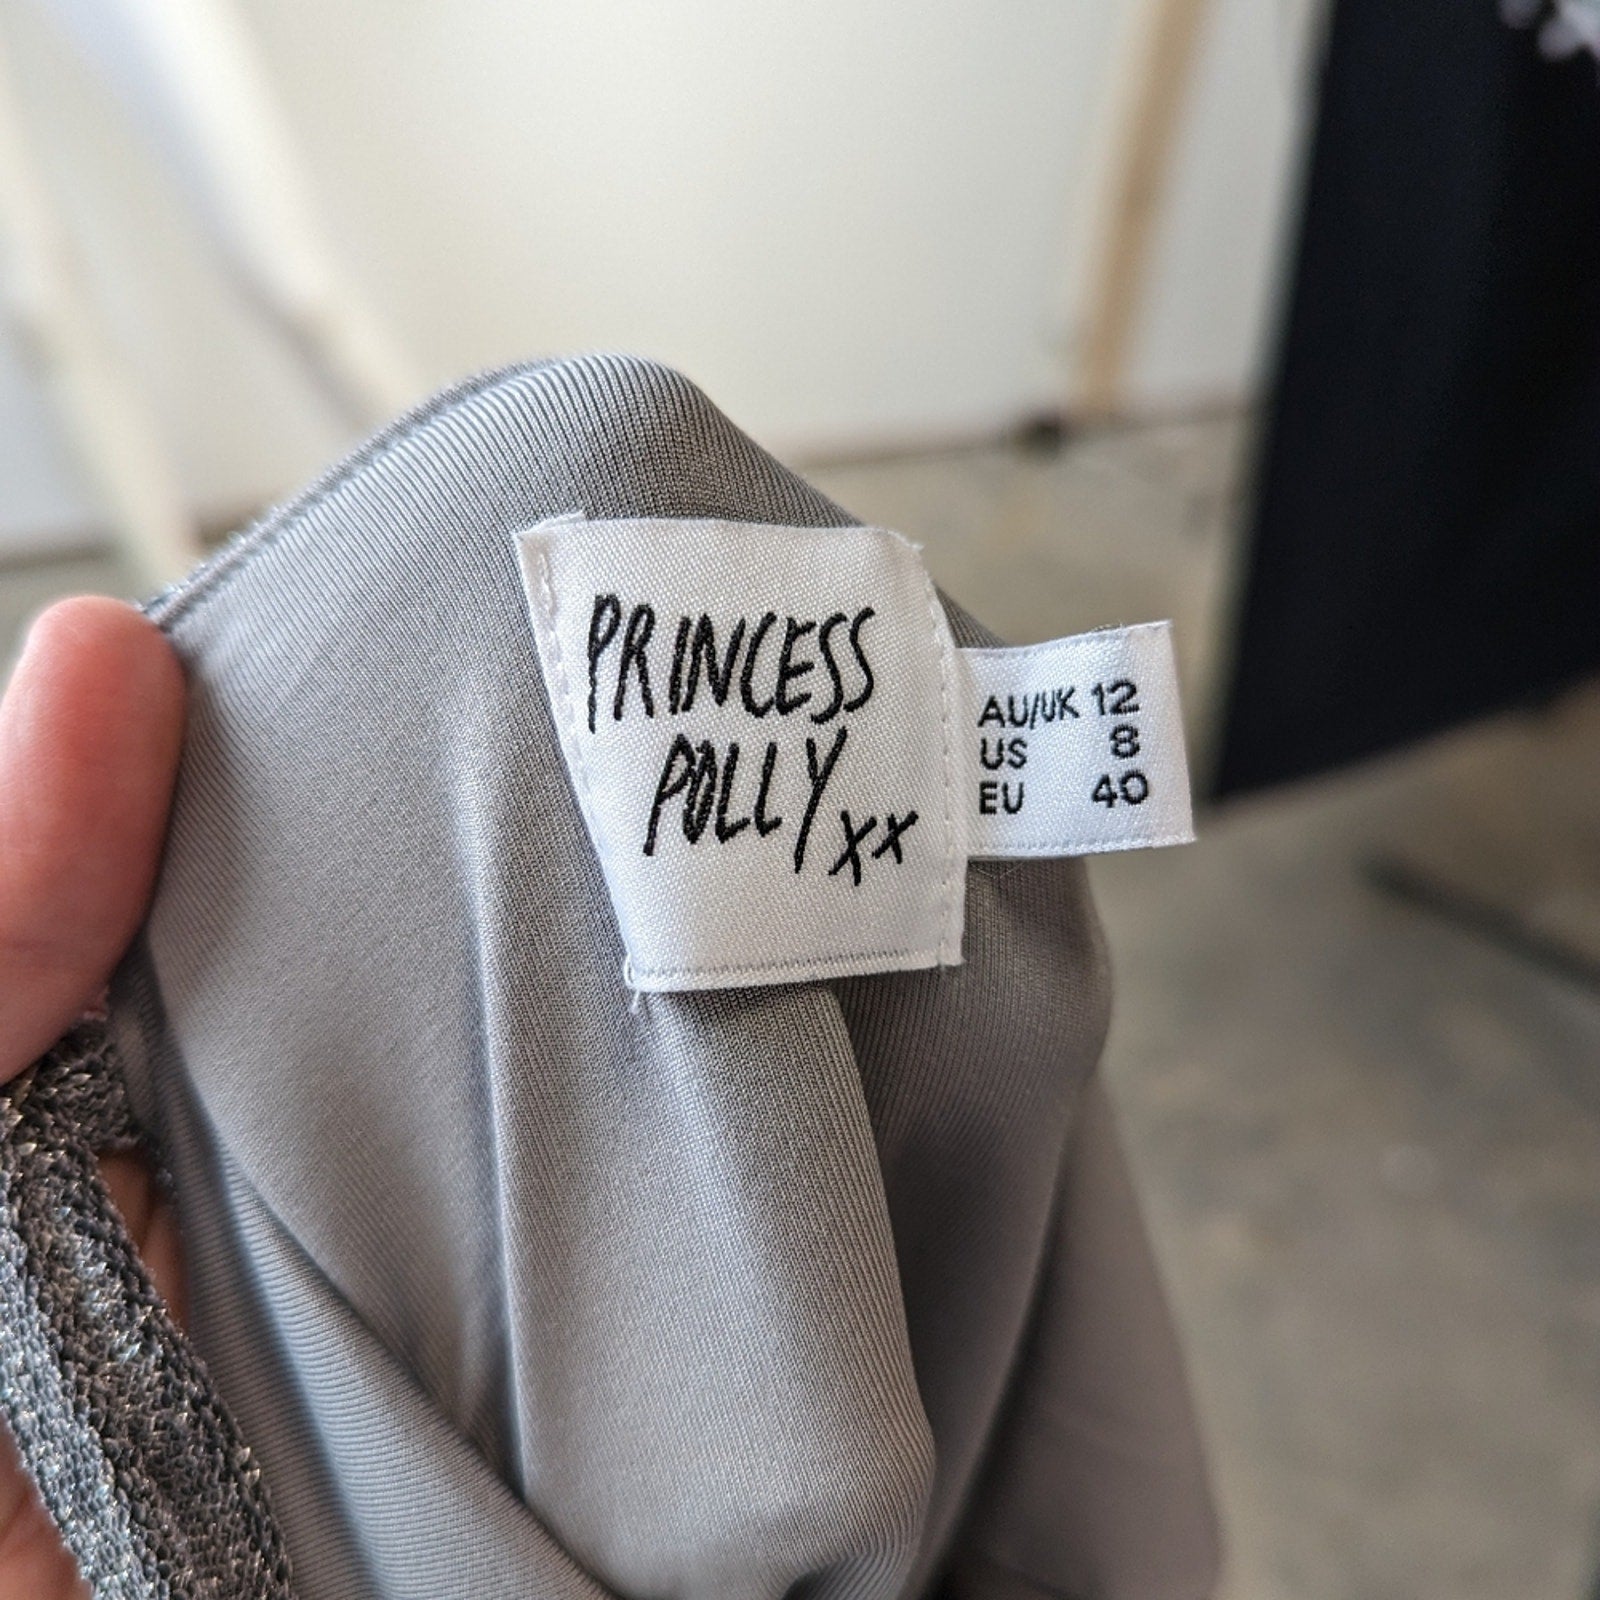 PRINCESS
POLLY xx
AU/UK 12
US 8
EU 40